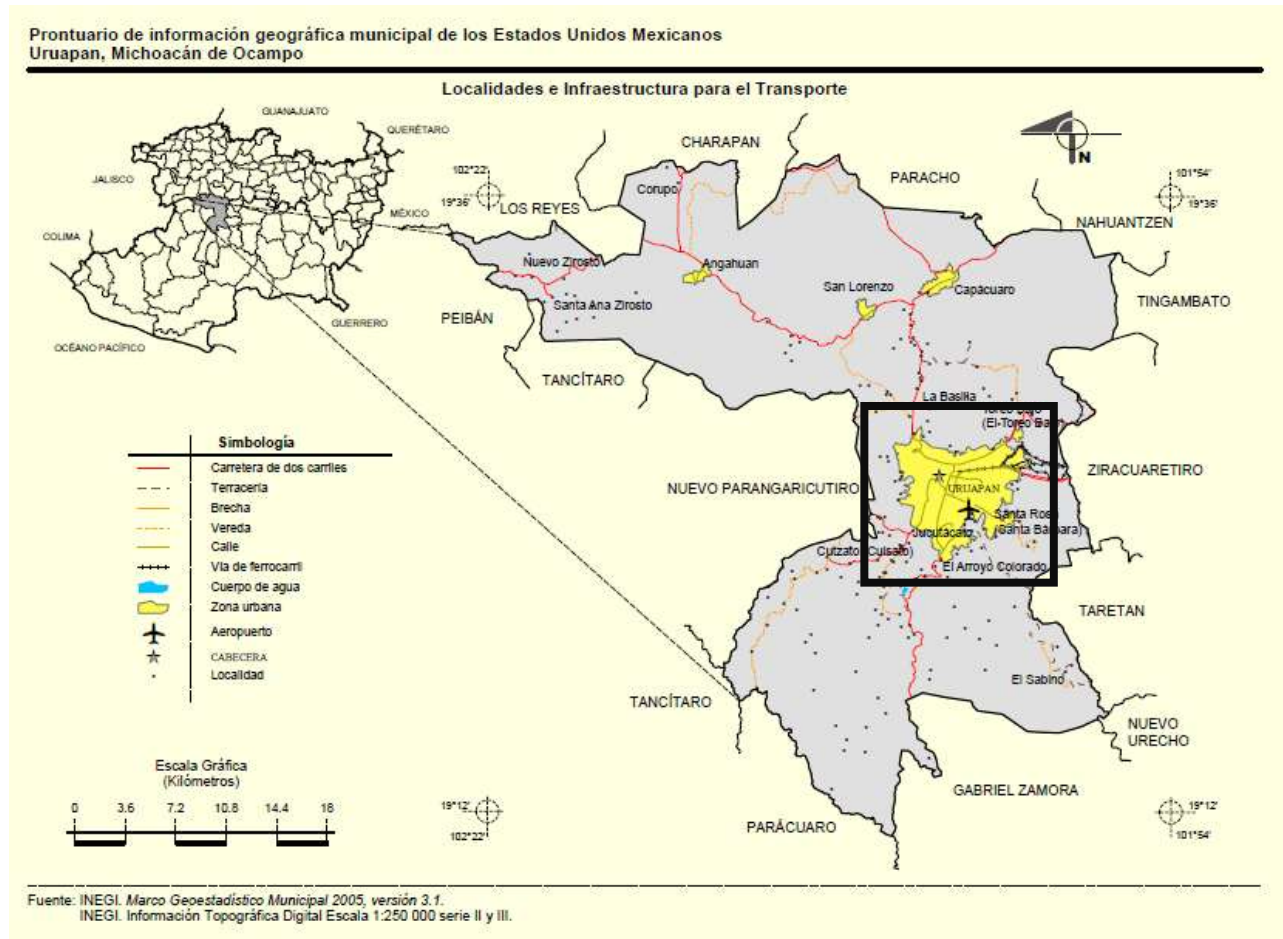 Prontuario de información geográfica municipal de los Estados Unidos Mexicanos
Uruapan, Michoacán de Ocampo
Localidades e Infraestructura para el Transporte
GUANAJUATO
QUERÉTARO
JALISCO
MÉXICO
COLIMA
GUERRERO
OCÉANO PACÍFICO
N
102°22'
19°36'
101°54'
19°36'
CHARAPAN
PARACHO
NAHUANTZEN
LOS REYES
TINGAMBATO
PEIBÁN
TANCÍTARO
Corupo
Nuevo Zirosto
Angahuan
San Lorenzo
Capácuaro
Santa Ana Zirosto
La Basilia
(El-Toreo Bajo)
ZIRACUARETIRO
NUEVO PARANGARICUTIRO
URUAPAN
Santa Rosa
(Santa Bárbara)
Jucutacato
Cutzato (Cutsato)
El Arroyo Colorado
TARETAN
El Sabino
TANCÍTARO
NUEVO
URECHO
GABRIEL ZAMORA
PARÁCUARO
Simbología
Carretera de dos carriles
Terracería
Brecha
Vereda
Calle
Vía de ferrocarril
Cuerpo de agua
Zona urbana
Aeropuerto
CABECERA
Localidad
Escala Gráfica
(Kilómetros)
0 3.6 7.2 10.8 14.4 18
19°12'
102°22'
19°12'
101°54'
Fuente: INEGI. Marco Geoestadístico Municipal 2005, versión 3.1.
INEGI. Información Topográfica Digital Escala 1:250 000 serie II y III.